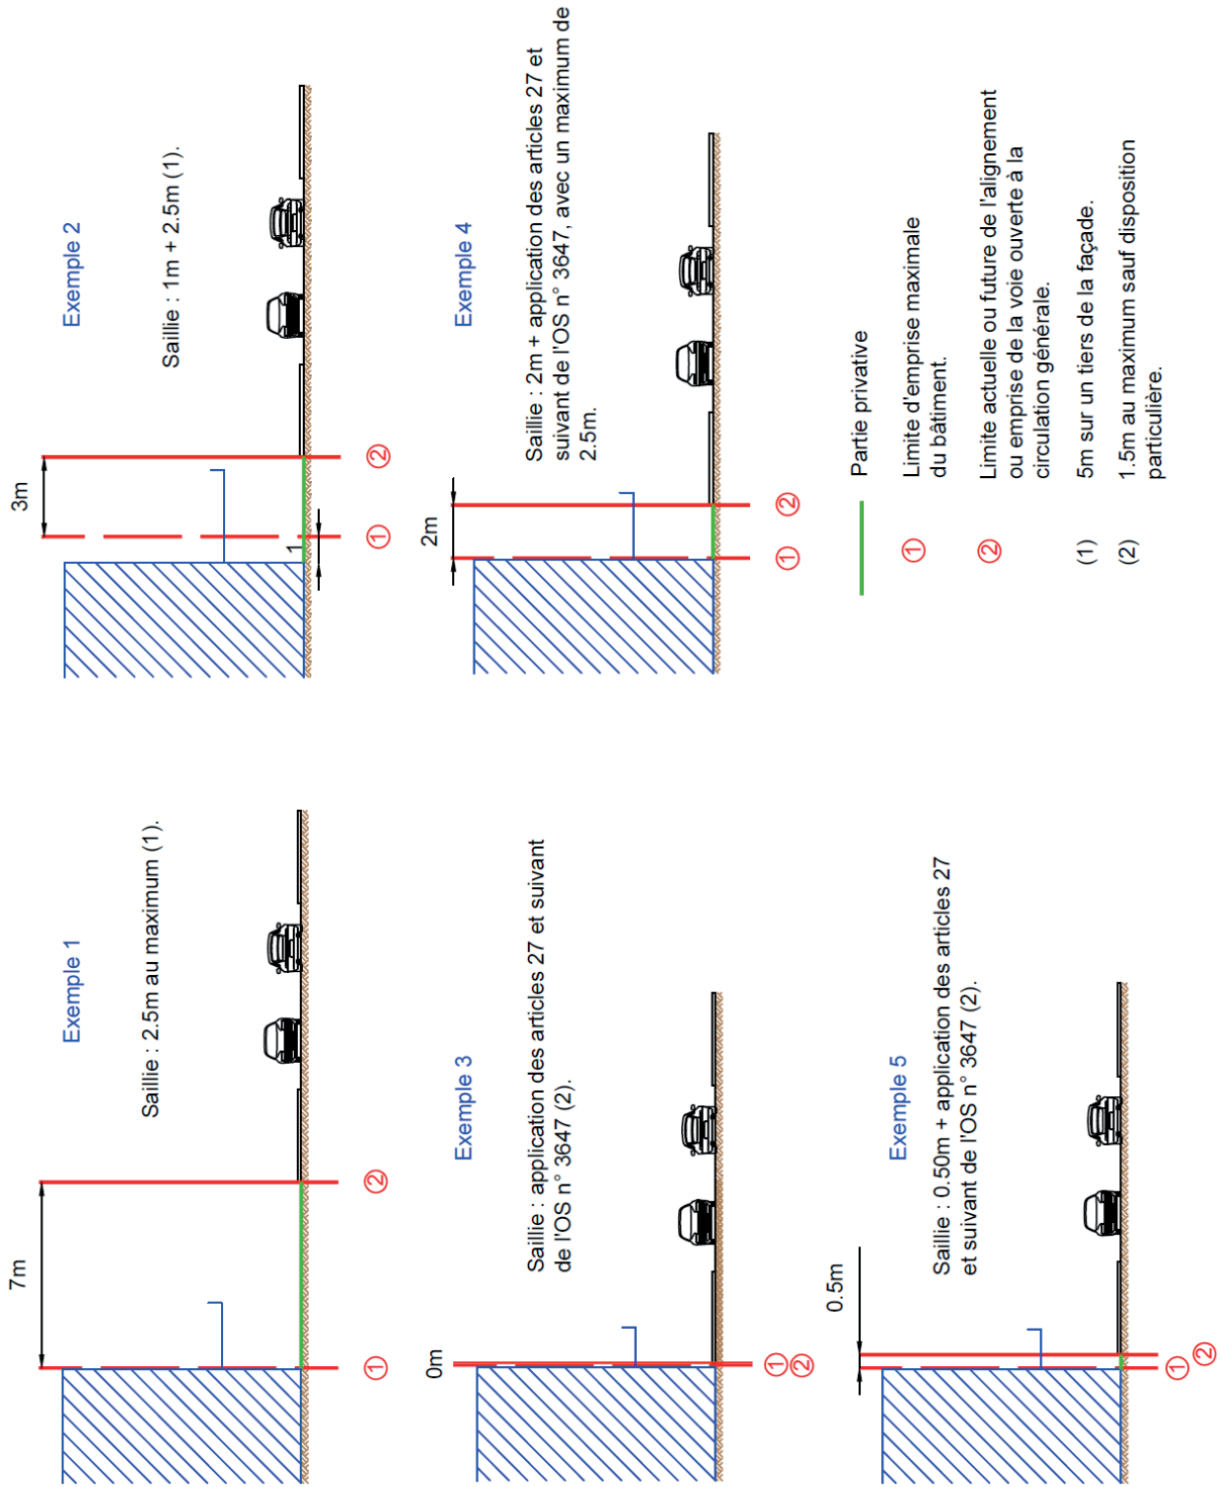 Exemple 1
Saillie : 2.5m au maximum (1).
7m
①
②
Exemple 2
Saillie : 1m + 2.5m (1).
3m
1
①
②
Exemple 3
Saillie : application des articles 27 et suivant
de l'OS n° 3647 (2).
0m
①
②
Exemple 4
Saillie : 2m + application des articles 27 et
suivant de l'OS n° 3647, avec un maximum de
2.5m.
2m
①
②
Exemple 5
Saillie : 0.50m + application des articles 27
et suivant de l'OS n° 3647 (2).
0.5m
①
②
Partie privative
① Limite d'emprise maximale
du bâtiment.
② Limite actuelle ou future de l'alignement
ou emprise de la voie ouverte à la
circulation générale.
(1) 5m sur un tiers de la façade.
(2) 1.5m au maximum sauf disposition
particulière.